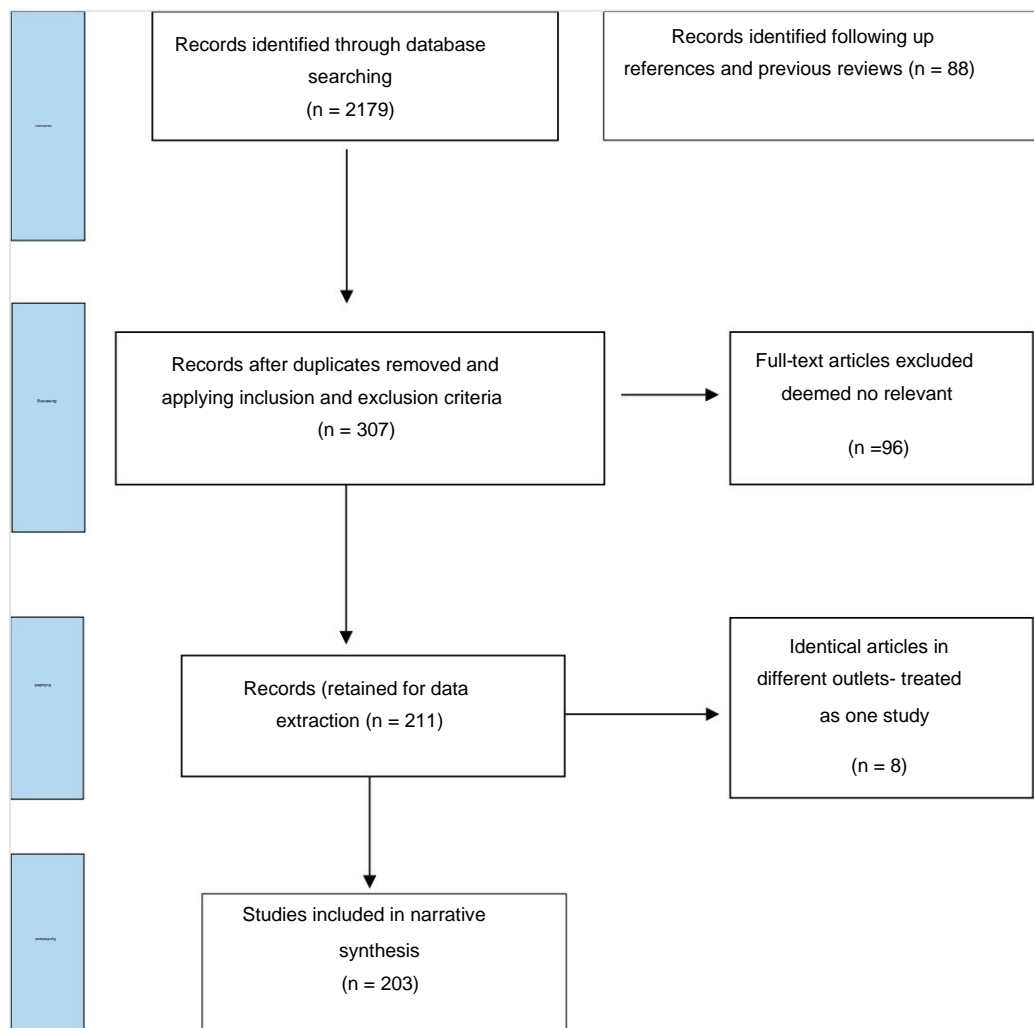 Records identified through database
searching
(n = 2179)
Records identified following up
references and previous reviews (n = 88)
Records after duplicates removed and
applying inclusion and exclusion criteria
(n = 307)
Full-text articles excluded
deemed no relevant
(n =96)
Records (retained for data
extraction (n = 211)
Identical articles in
different outlets- treated
as one study
(n = 8)
Studies included in narrative
synthesis
(n = 203)